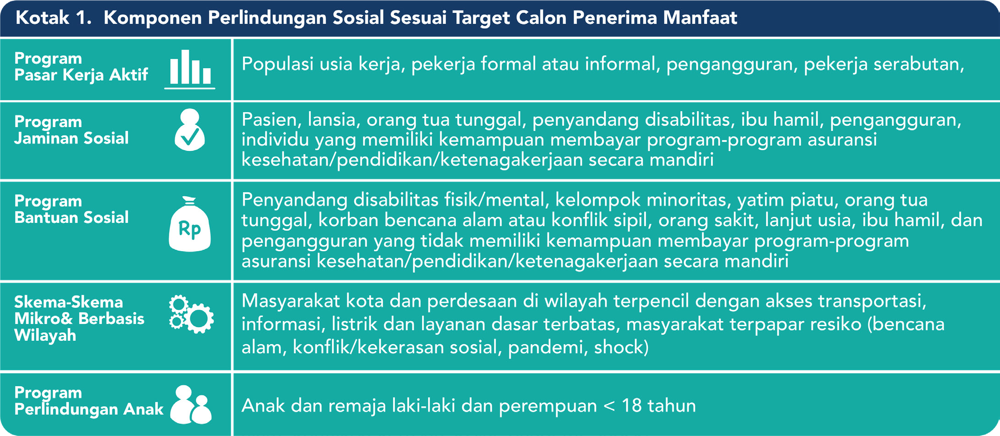 Kotak 1. Komponen Perlindungan Sosial Sesuai Target Calon Penerima Manfaat
Program
Pasar Kerja Aktif
Populasi usia kerja, pekerja formal atau informal, pengangguran, pekerja serabutan,
Program
Jaminan Sosial
Pasien, lansia, orang tua tunggal, penyandang disabilitas, ibu hamil, pengangguran,
individu yang memiliki kemampuan membayar program-program asuransi
kesehatan/pendidikan/ketenagakerjaan secara mandiri
Program
Bantuan Sosial
Rp
Penyandang disabilitas fisik/mental, kelompok minoritas, yatim piatu, orang tua
tunggal, korban bencana alam atau konflik sipil, orang sakit, lanjut usia, ibu hamil, dan
pengangguran yang tidak memiliki kemampuan membayar program-program
asuransi kesehatan/pendidikan/ketenagakerjaan secara mandiri
Skema-Skema
Mikro& Berbasis
Wilayah
Masyarakat kota dan perdesaan di wilayah terpencil dengan akses transportasi,
informasi, listrik dan layanan dasar terbatas, masyarakat terpapar resiko (bencana
alam, konflik/kekerasan sosial, pandemi, shock)
Program
Perlindungan Anak
Anak dan remaja laki-laki dan perempuan < 18 tahun